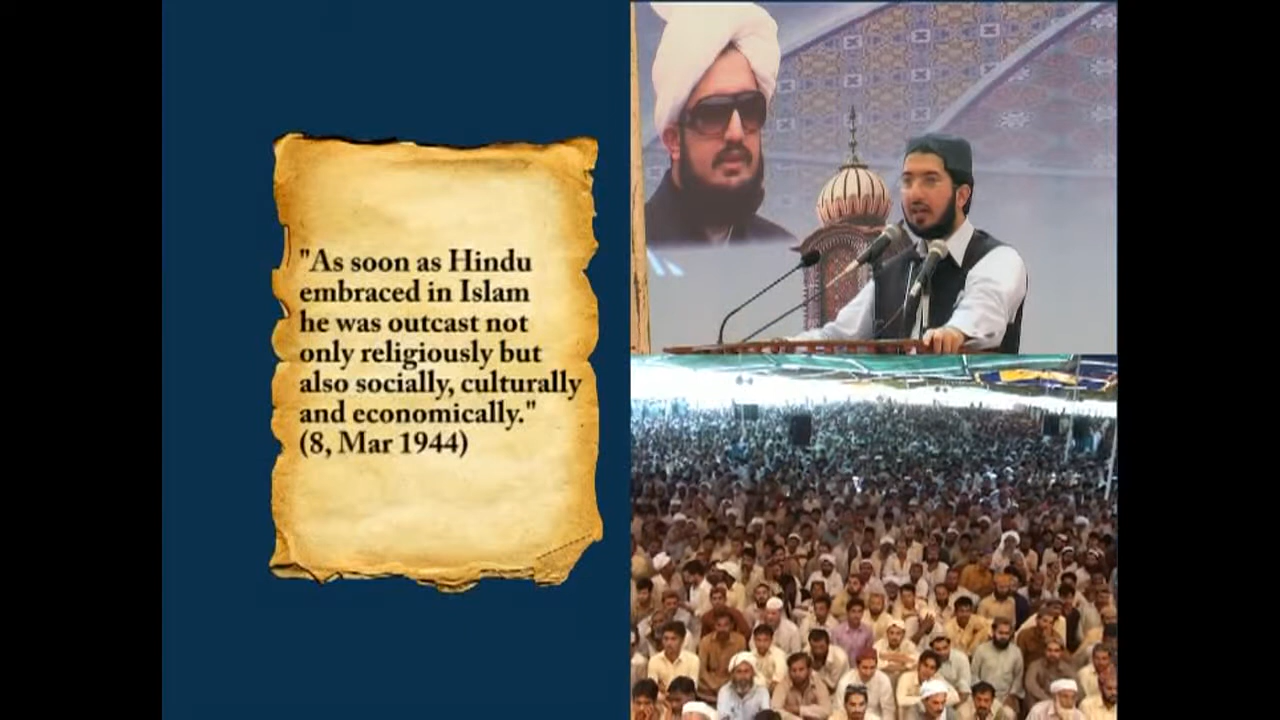 "As soon as Hindu
embraced in Islam
he was outcast not
only religiously but
also socially, culturally
and economically."
(8, Mar 1944)